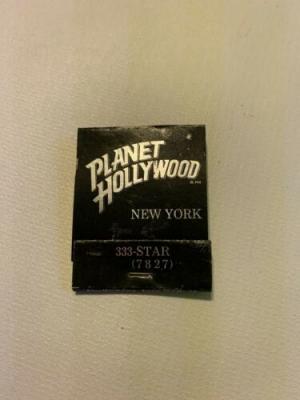 PLANET
HOLLYWOOD
NEW YORK
333-STAR
(7827)